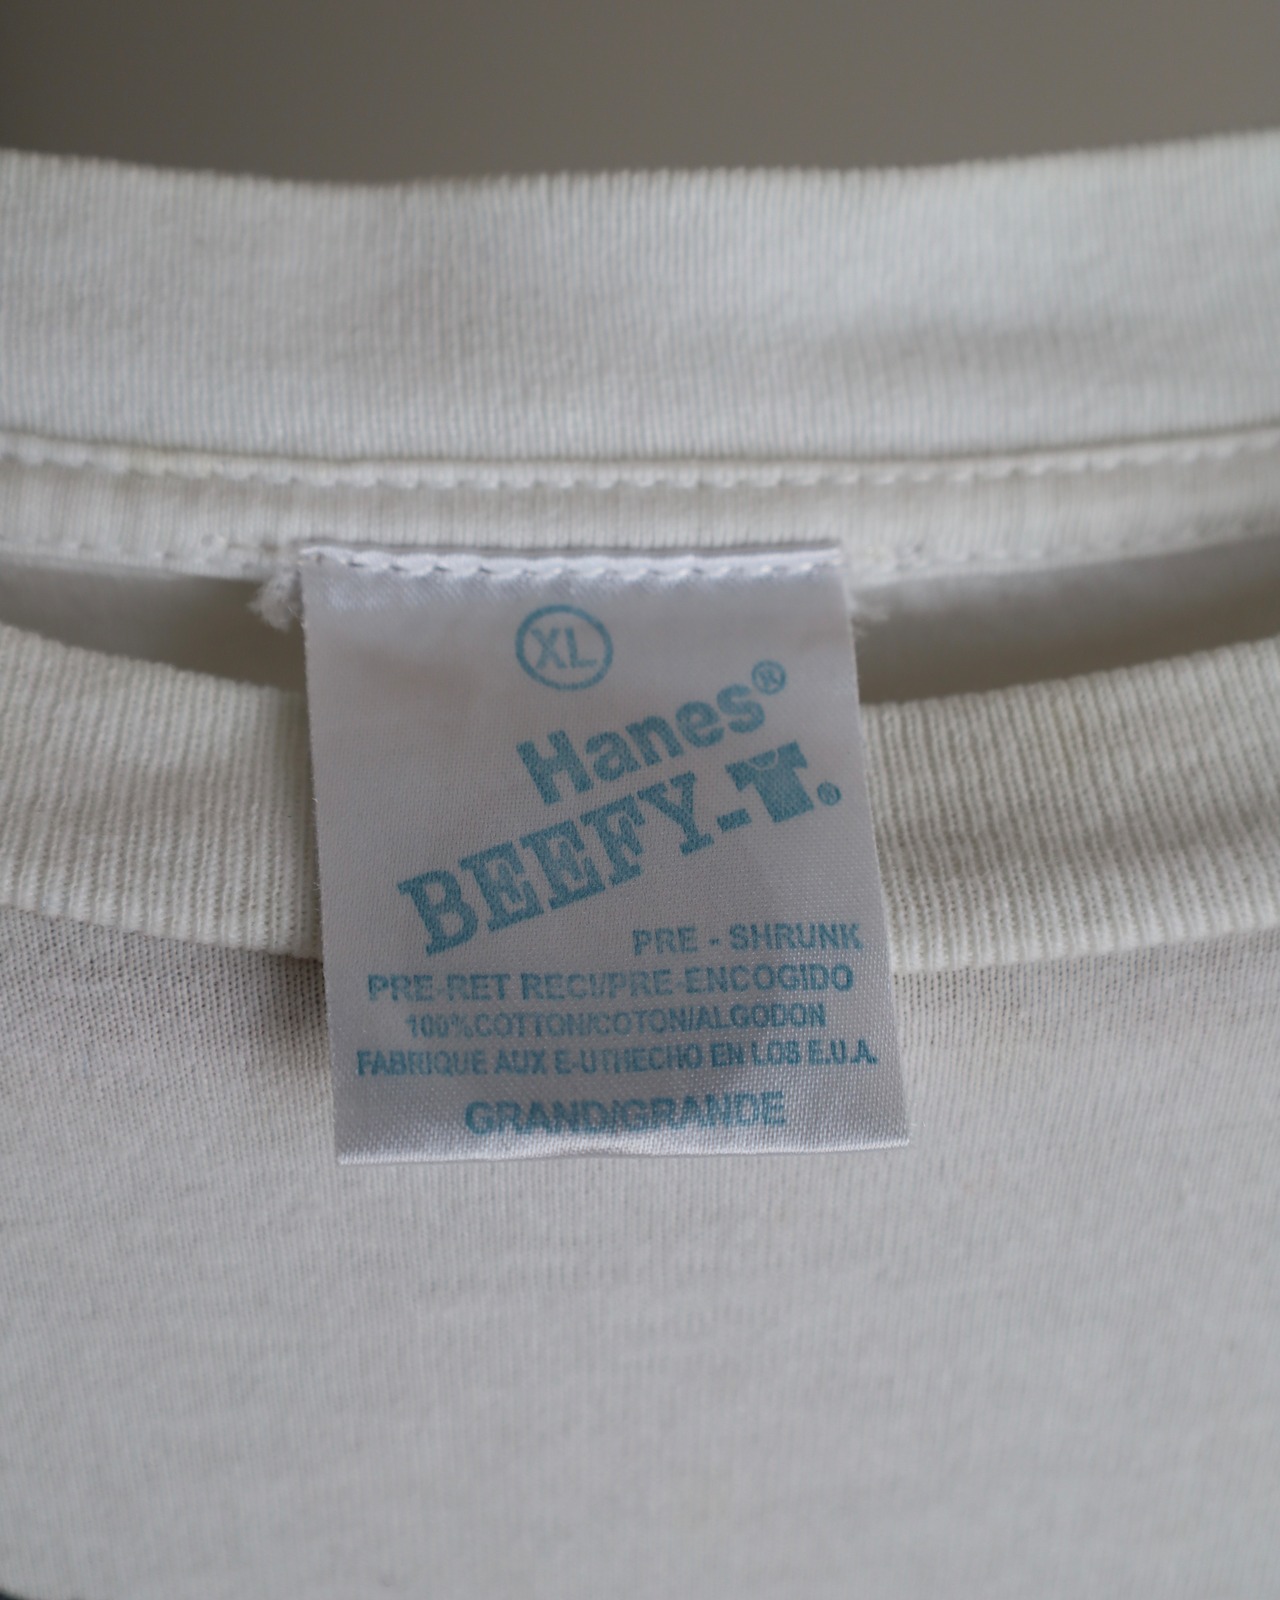 XL
Hanes®
BEEFY-T.®
PRE - SHRUNK
PRE-RET RECI/PRE-ENCOGIDO
100%COTTON/COTON/ALGODON
FABRIQUE AUX E-U/HECHO EN LOS E.U.A.
GRAND/GRANDE